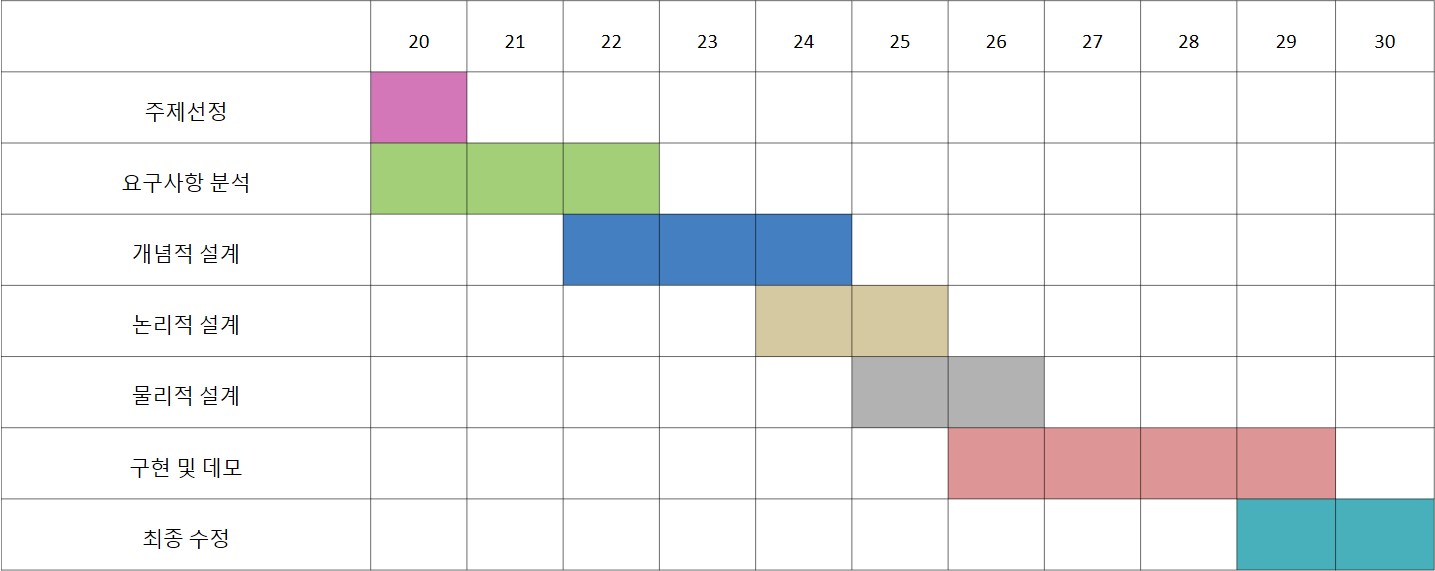 20 21 22 23 24 25 26 27 28 29 30
주제선정
요구사항 분석
개념적 설계
논리적 설계
물리적 설계
구현 및 데모
최종 수정